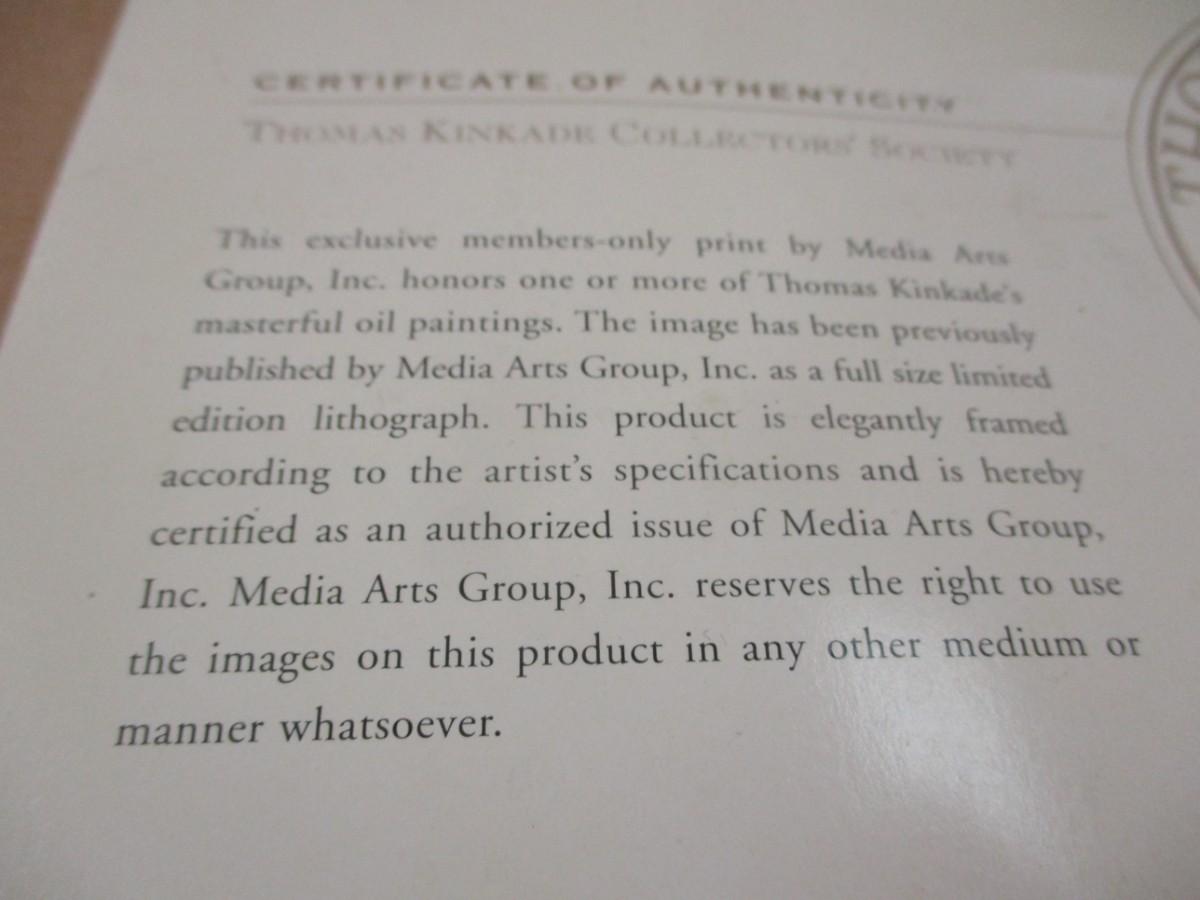 CERTIFICATE OF AUTHENTICITY
THOMAS KINKADE COLLECTORS' SOCIETY
THO
This exclusive members-only print by Media Arts
Group, Inc. honors one or more of Thomas Kinkade's
masterful oil paintings. The image has been previously
published by Media Arts Group, Inc. as a full size limited
edition lithograph. This product is elegantly framed
according to the artist's specifications and is hereby
certified as an authorized issue of Media Arts Group,
Inc. Media Arts Group, Inc. reserves the right to use
the images on this product in any other medium or
manner whatsoever.